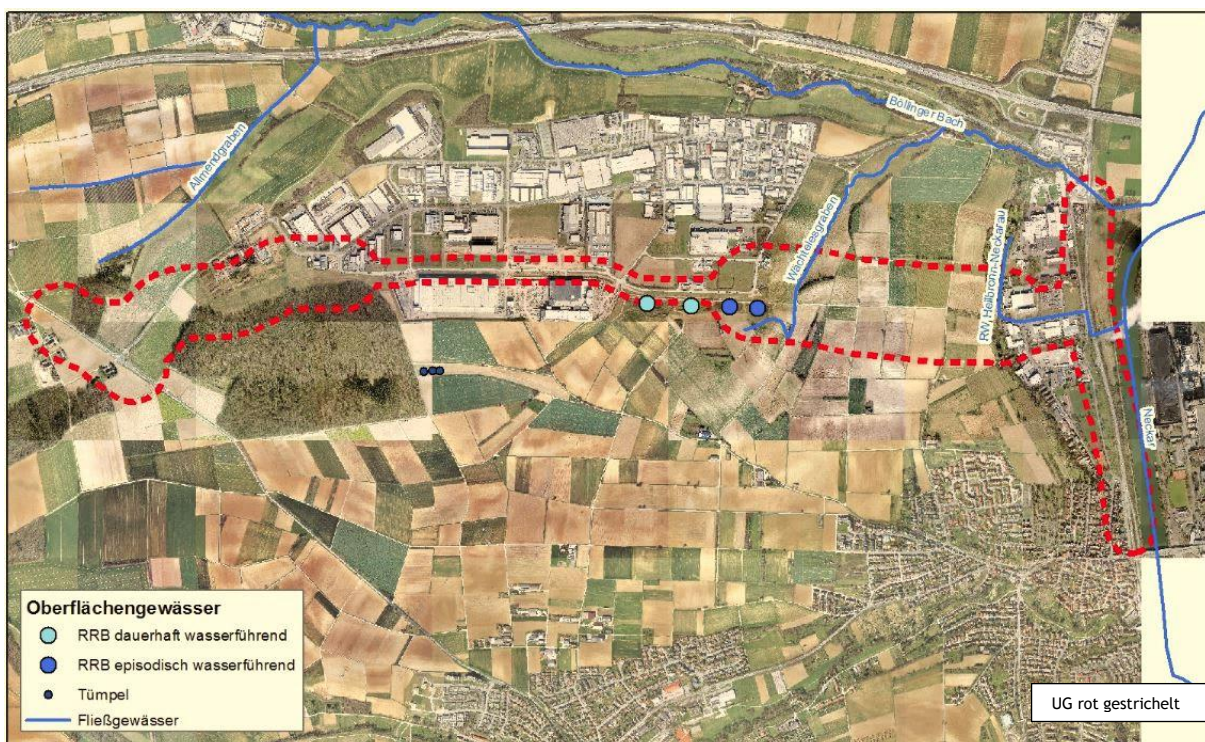 Allmendgraben
Böllinger Bach
Wächtelesgraben
RW, Heilbronn-Neckarau
Neckar
Oberflächengewässer
RRB dauerhaft wasserführend
RRB episodisch wasserführend
Tümpel
Fließgewässer
UG rot gestrichelt